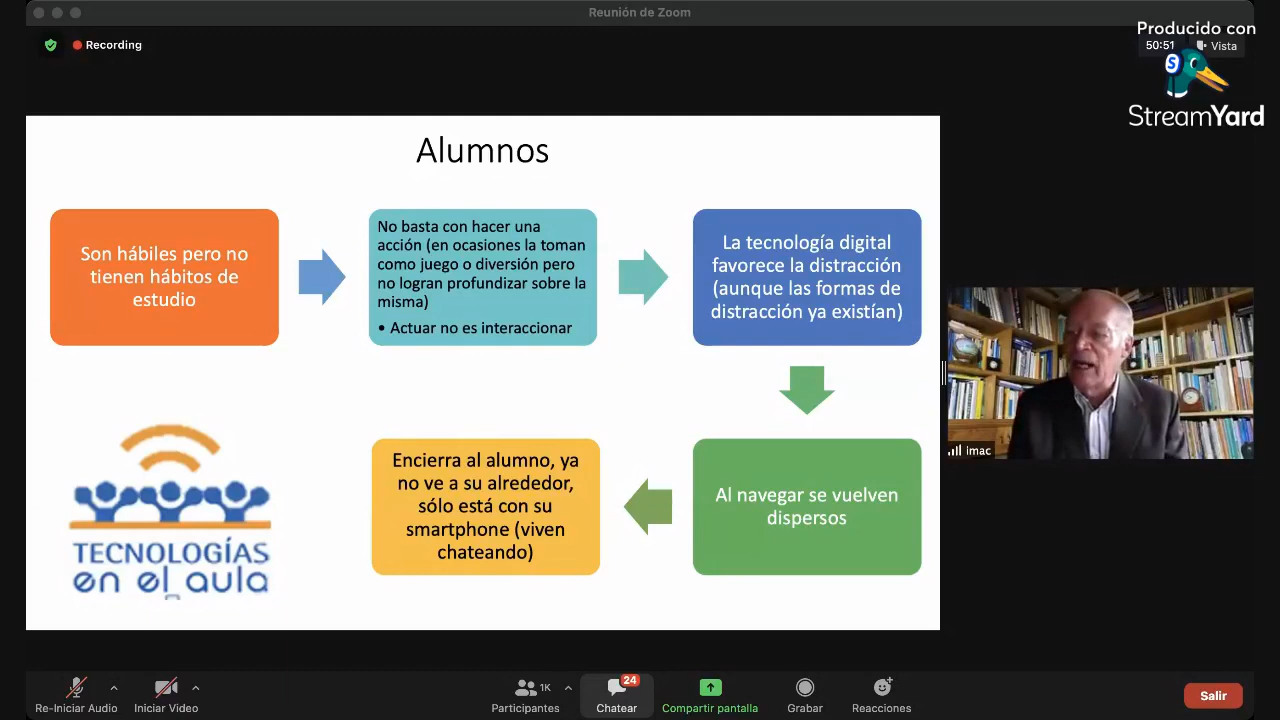 Reunión de Zoom
Recording
Producido con
50:51
Vista
StreamYard
Alumnos
Son hábiles pero no
tienen hábitos de
estudio
No basta con hacer una
acción (en ocasiones la toman
como juego o diversión pero
no logran profundizar sobre la
misma)
• Actuar no es interaccionar
La tecnología digital
favorece la distracción
(aunque las formas de
distracción ya existían)
Al navegar se vuelven
dispersos
Encierra al alumno, ya
no ve a su alrededor,
sólo está con su
smartphone (viven
chateando)
TECNOLOGÍAS
en el aula
imac
Re-Iniciar Audio
Iniciar Video
1K
Participantes
24
Chatear
Compartir pantalla
Grabar
Reacciones
Salir